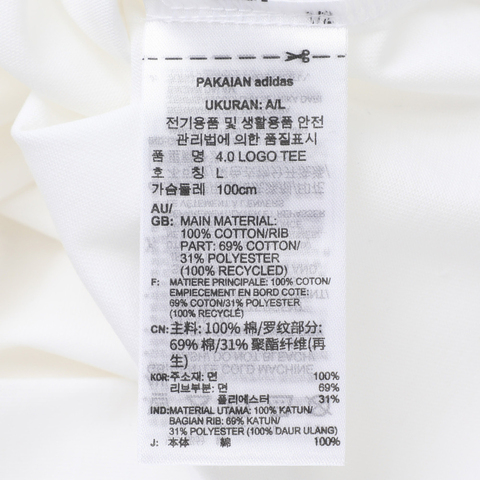 PAKAIAN adidas
UKURAN: A/L
전기용품 및 생활용품 안전
관리법에 의한 품질표시
품 명 4.0 LOGO TEE
호 칭 L
가슴둘레 100cm
AU/
GB: MAIN MATERIAL:
100% COTTON/RIB
PART: 69% COTTON/
31% POLYESTER
(100% RECYCLED)
F: MATIERE PRINCIPALE: 100% COTON/
EMPIECEMENT EN BORD COTE:
69% COTON/31% POLYESTER
(100% RECYCLÉ)
CN: 主料: 100% 棉/罗纹部分:
69% 棉/31% 聚酯纤维(再
生)
KOR: 주소재: 면 100%
리브부분: 면 69%
폴리에스터 31%
IND: MATERIAL UTAMA: 100% KATUN/
BAGIAN RIB: 69% KATUN/
31% POLYESTER (100% DAUR ULANG)
J: 本体 綿 100%